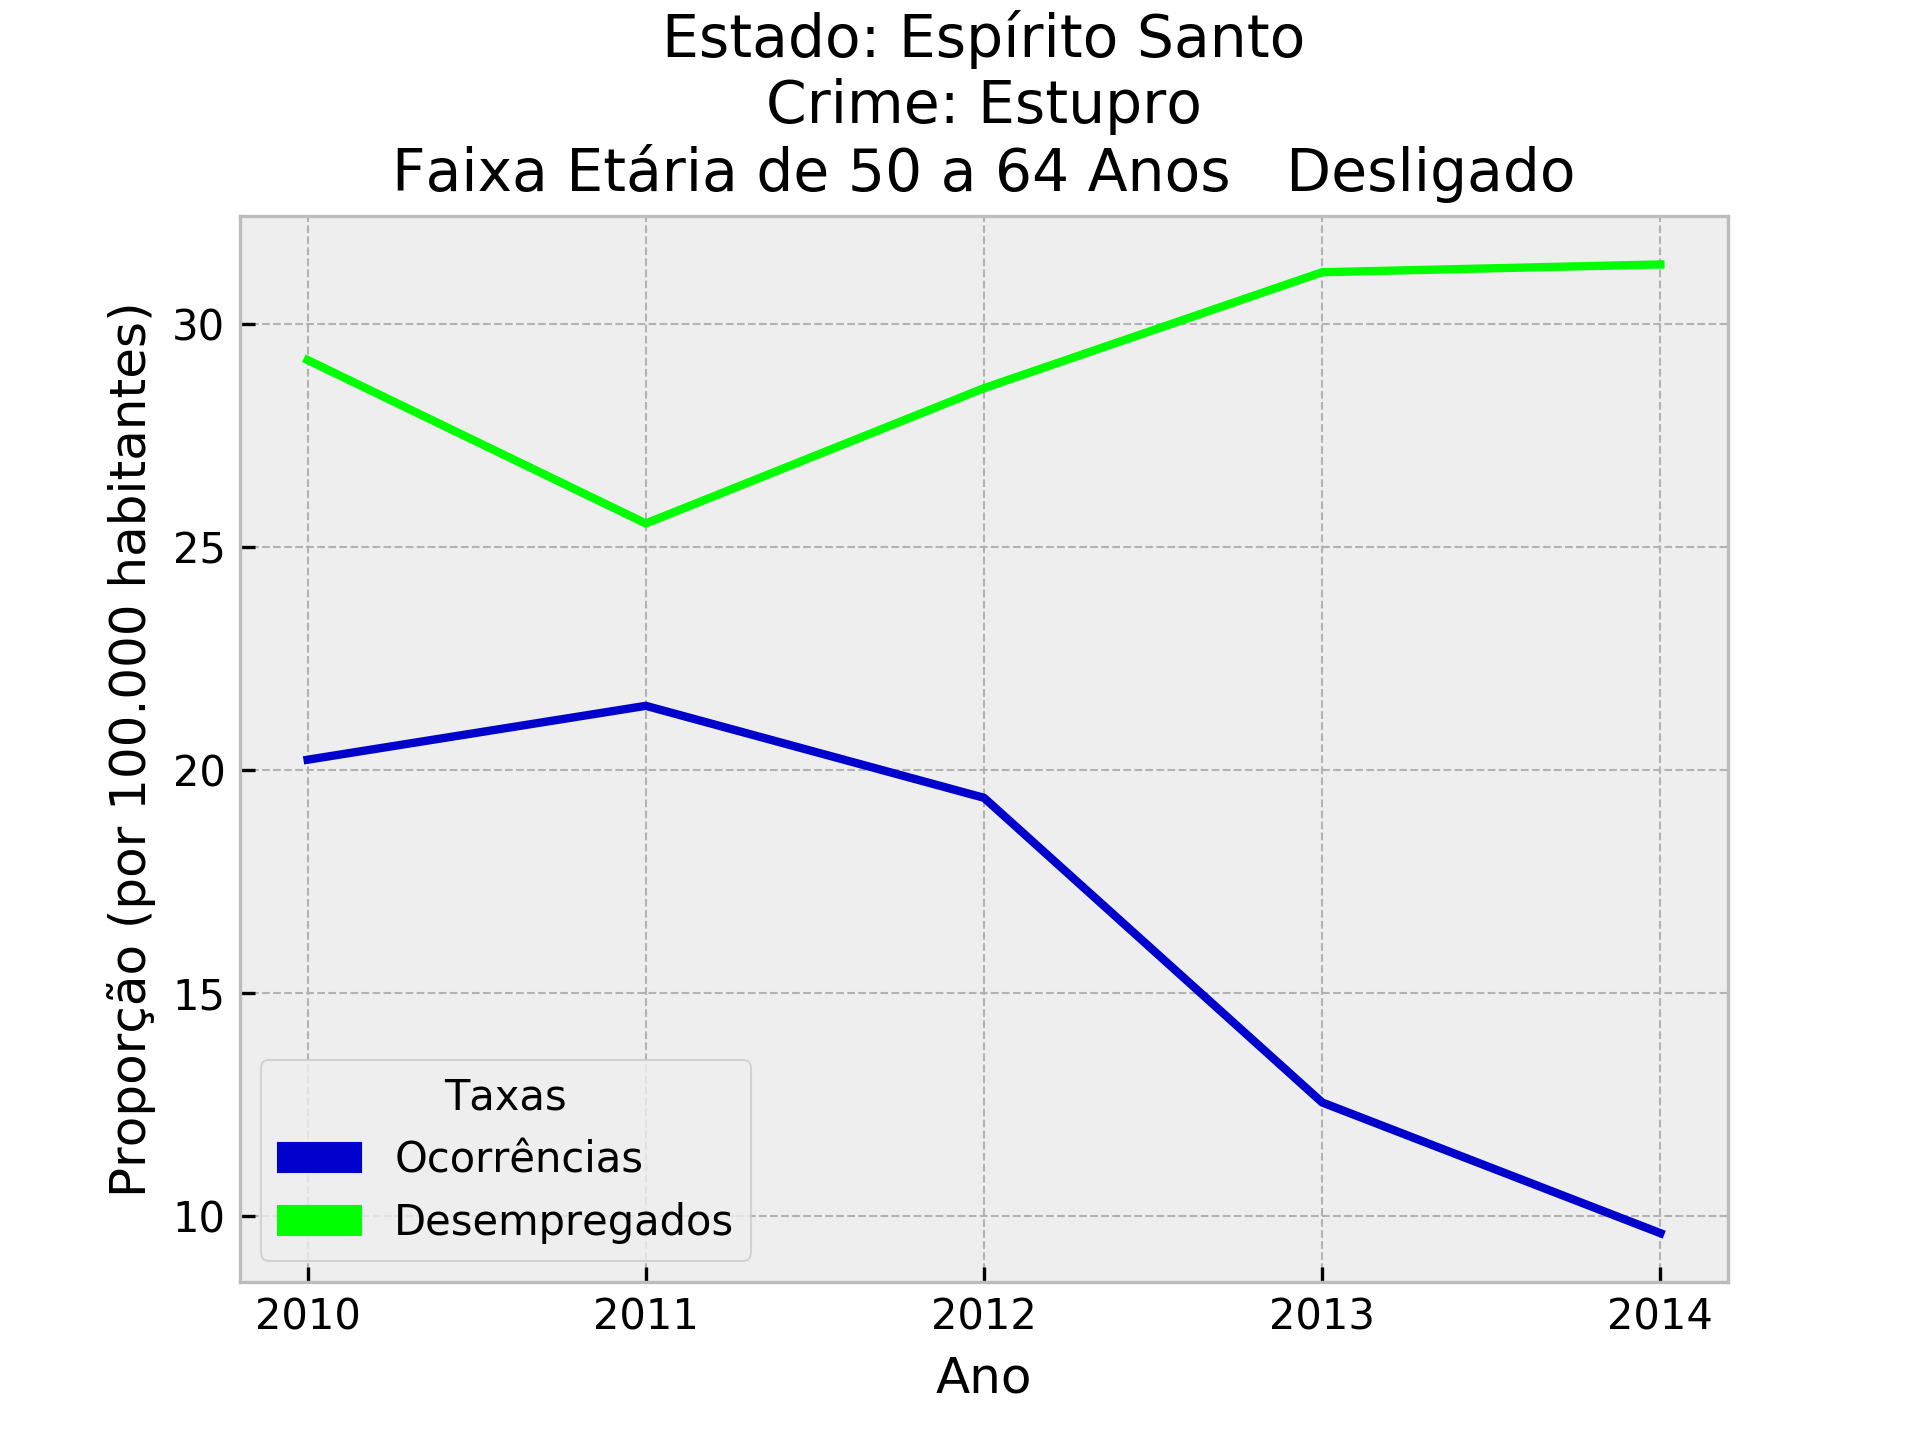 Estado: Espírito Santo
Crime: Estupro
Faixa Etária de 50 a 64 Anos   Desligado
Proporção (por 100.000 habitantes)
30
25
20
15
10
Taxas
Ocorrências
Desempregados
2010
2011
2012
2013
2014
Ano